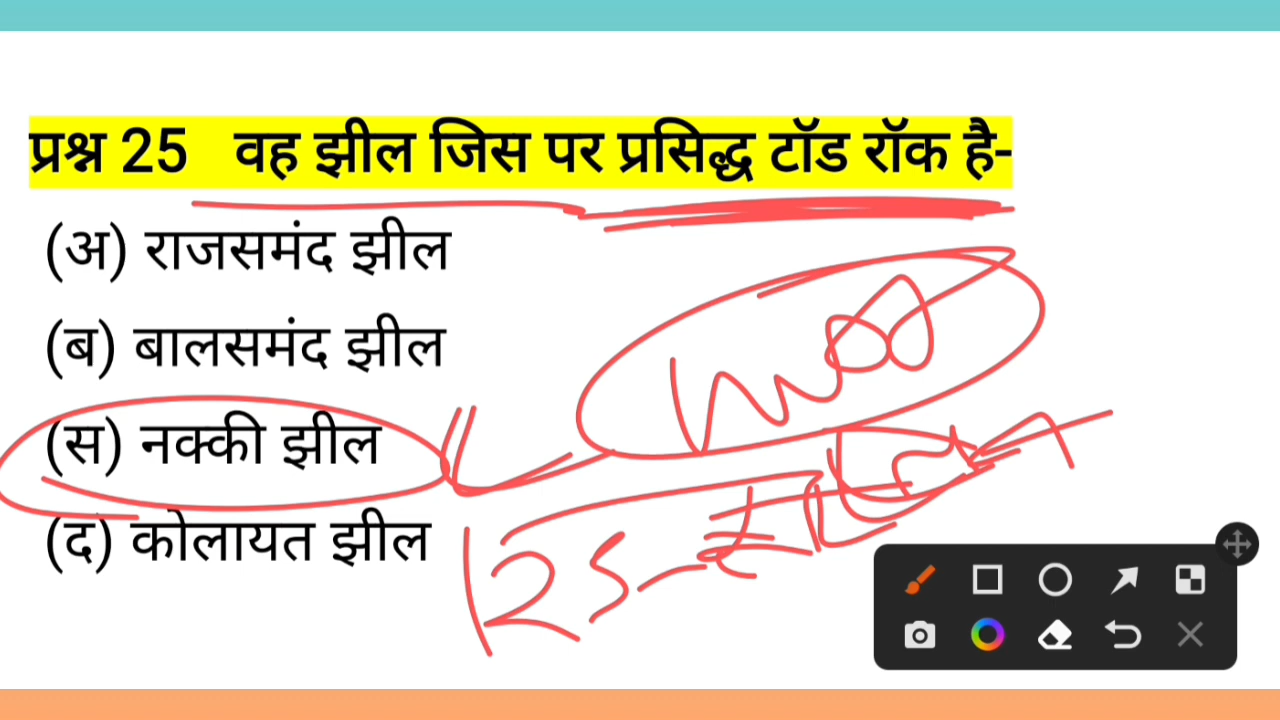 प्रश्न 25 वह झील जिस पर प्रसिद्ध टॉड रॉक है-
(अ) राजसमंद झील
(ब) बालसमंद झील
(स) नक्की झील
(द) कोलायत झील